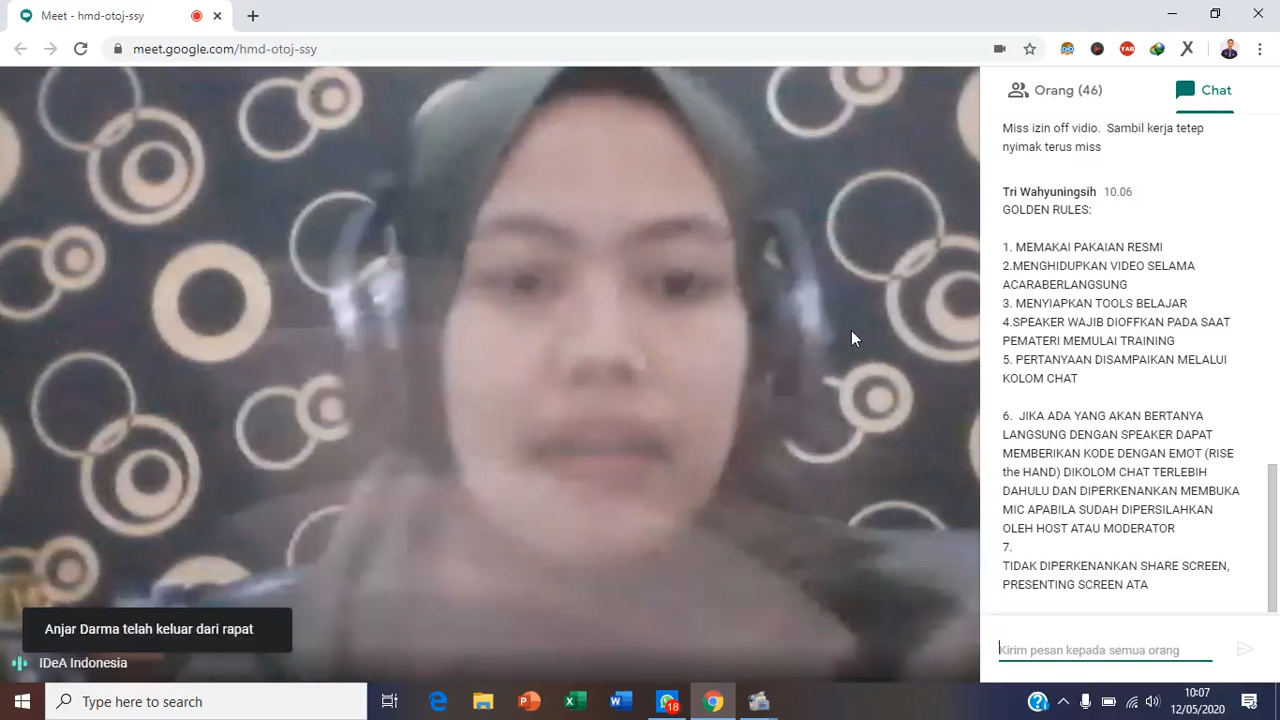 Meet - hmd-otoj-ssy
meet.google.com/hmd-otoj-ssy
YAB
Orang (46)
Chat
Miss izin off vidio. Sambil kerja tetep
nyimak terus miss
Tri Wahyuningsih 10.06
GOLDEN RULES:
1. MEMAKAI PAKAIAN RESMI
2.MENGHIDUPKAN VIDEO SELAMA
ACARABERLANGSUNG
3. MENYIAPKAN TOOLS BELAJAR
4.SPEAKER WAJIB DIOFFKAN PADA SAAT
PEMATERI MEMULAI TRAINING
5. PERTANYAAN DISAMPAIKAN MELALUI
KOLOM CHAT
6. JIKA ADA YANG AKAN BERTANYA
LANGSUNG DENGAN SPEAKER DAPAT
MEMBERIKAN KODE DENGAN EMOT (RISE
the HAND) DIKOLOM CHAT TERLEBIH
DAHULU DAN DIPERKENANKAN MEMBUKA
MIC APABILA SUDAH DIPERSILAHKAN
OLEH HOST ATAU MODERATOR
7.
TIDAK DIPERKENANKAN SHARE SCREEN,
PRESENTING SCREEN ATA
Kirim pesan kepada semua orang
Anjar Darma telah keluar dari rapat
IDeA Indonesia
Type here to search
18
10:07
12/05/2020